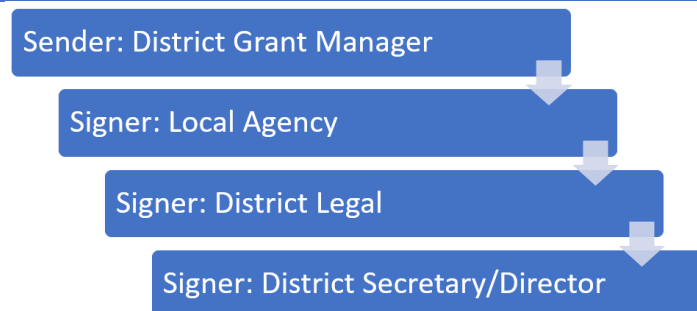 Sender: District Grant Manager
Signer: Local Agency
Signer: District Legal
Signer: District Secretary/Director